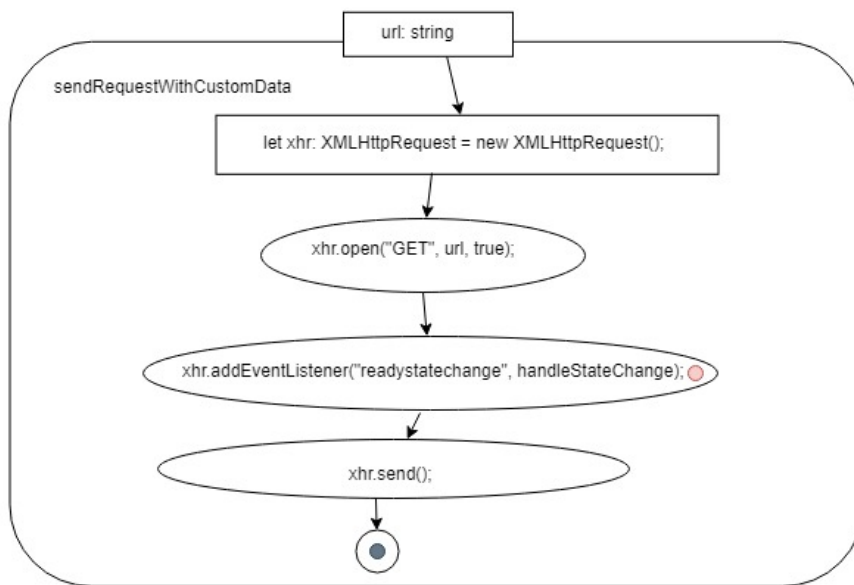 url: string
sendRequestWithCustomData
let xhr: XMLHttpRequest = new XMLHttpRequest();
xhr.open("GET", url, true);
xhr.addEventListener("readystatechange", handleStateChange);
xhr.send();